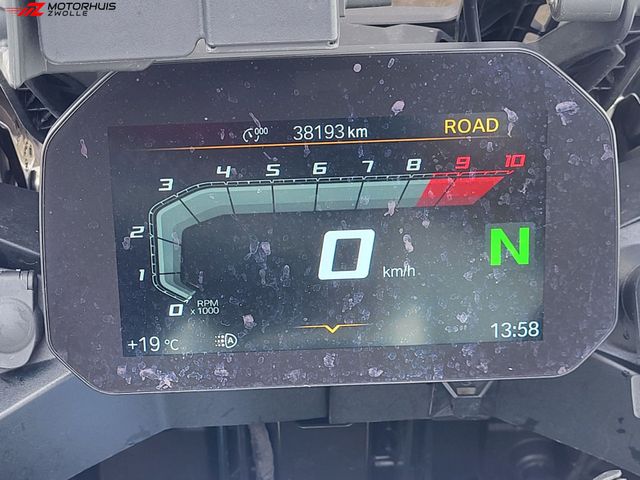 MOTORHUIS
ZWOLLE
000 38193 km ROAD
3 4 5 6 7 8 9 10
2
1
0
0 km/h N
RPM
x 1000
+19 °C A 13:58